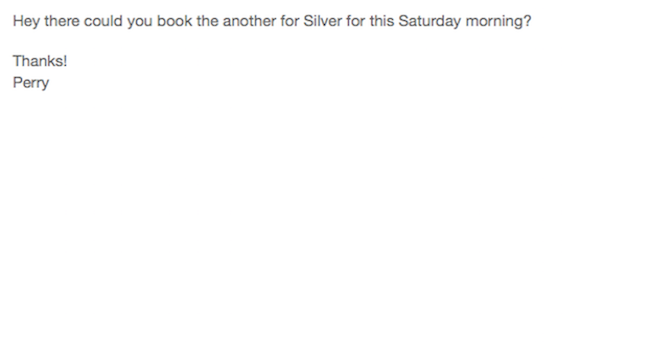 Hey there could you book the another for Silver for this Saturday morning?
Thanks!
Perry